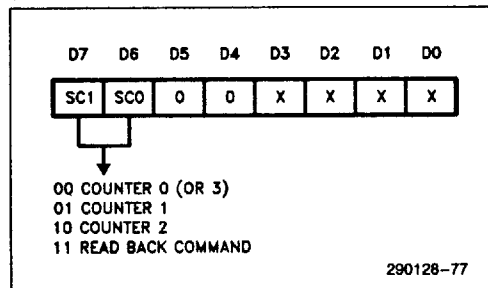 D7 D6 D5 D4 D3 D2 D1 D0
SC1 SC0 0 0 X X X X
00 COUNTER 0 (OR 3)
01 COUNTER 1
10 COUNTER 2
11 READ BACK COMMAND
290128-77